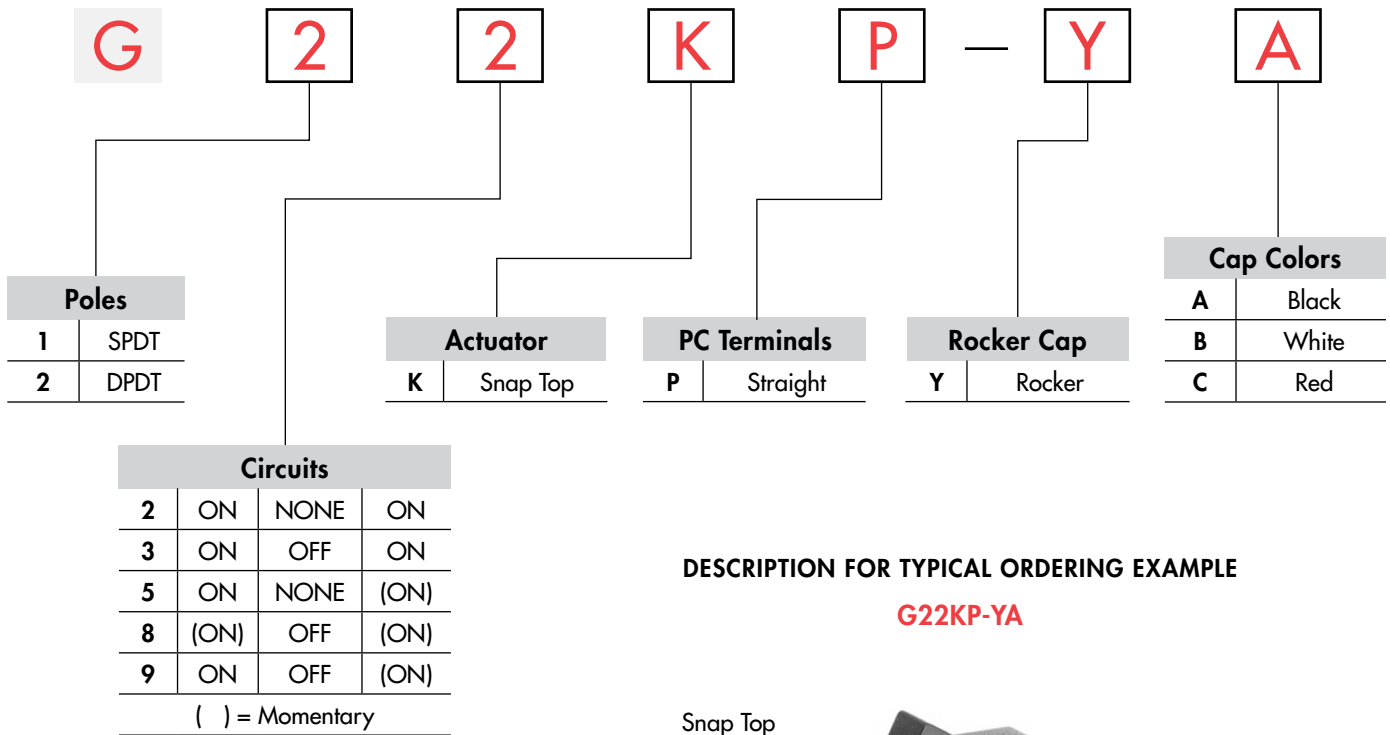 G 2 2 K P — Y A
Poles
1 SPDT
2 DPDT
Circuits
2 ON NONE ON
3 ON OFF ON
5 ON NONE (ON)
8 (ON) OFF (ON)
9 ON OFF (ON)
( ) = Momentary
Actuator
K Snap Top
PC Terminals
P Straight
Rocker Cap
Y Rocker
Cap Colors
A Black
B White
C Red
DESCRIPTION FOR TYPICAL ORDERING EXAMPLE
G22KP-YA
Snap Top